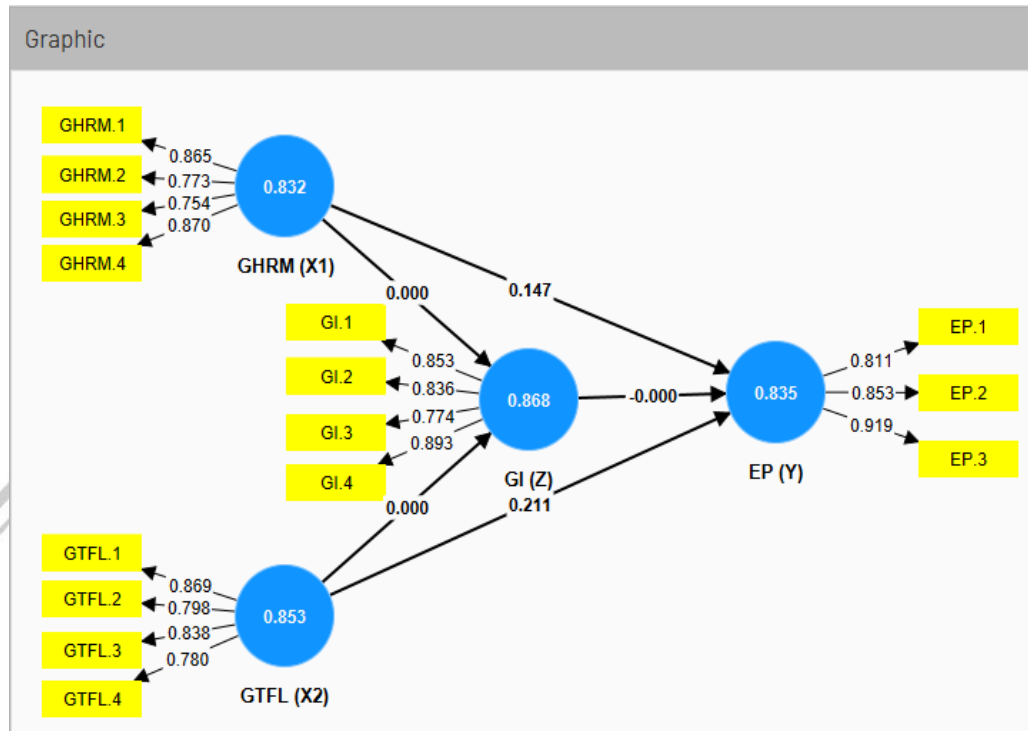 Graphic
GHRM.1
GHRM.2
GHRM.3
GHRM.4
0.865
0.773
0.754
0.870
0.832
GHRM (X1)
0.000
0.147
GI.1
GI.2
GI.3
GI.4
0.853
0.836
0.774
0.893
0.868
GI (Z)
-0.000
0.835
EP (Y)
0.811
0.853
0.919
EP.1
EP.2
EP.3
0.000
0.211
GTFL.1
GTFL.2
GTFL.3
GTFL.4
0.869
0.798
0.838
0.780
0.853
GTFL (X2)